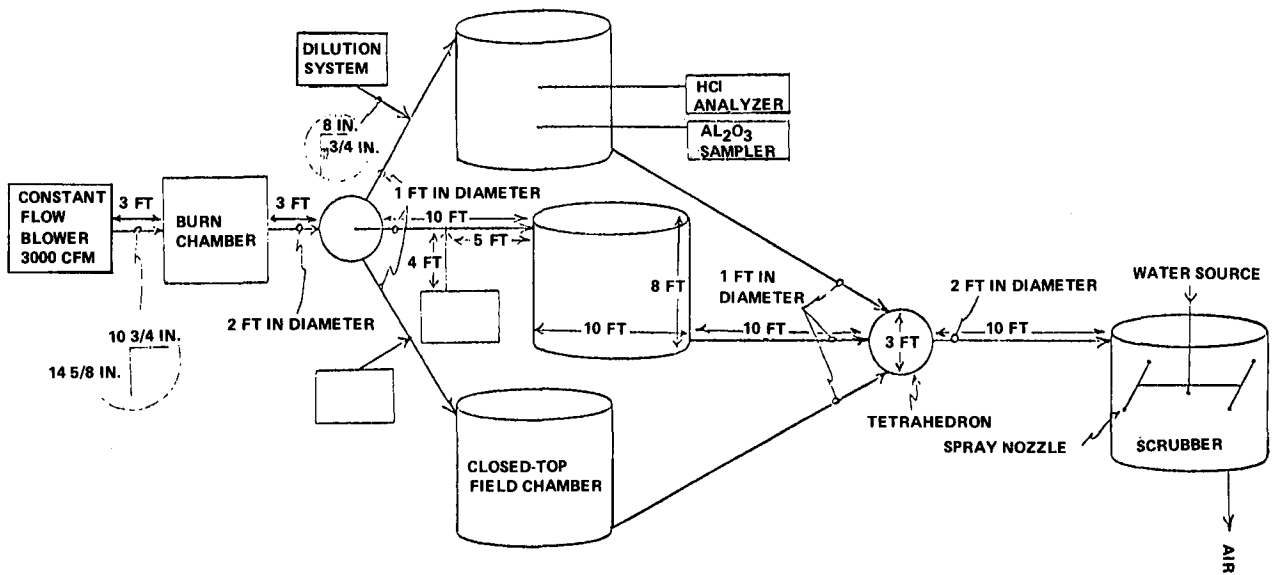 DILUTION
SYSTEM
HCl
ANALYZER
AL2O3
SAMPLER
8 IN.
3/4 IN.
CONSTANT
FLOW
BLOWER
3000 CFM
3 FT
BURN
CHAMBER
3 FT
1 FT IN DIAMETER
10 FT
5 FT
4 FT
2 FT IN DIAMETER
8 FT
10 FT
1 FT IN
DIAMETER
10 FT
3 FT
2 FT IN DIAMETER
10 FT
WATER SOURCE
10 3/4 IN.
14 5/8 IN.
TETRAHEDRON
SPRAY NOZZLE
SCRUBBER
CLOSED-TOP
FIELD CHAMBER
AIR